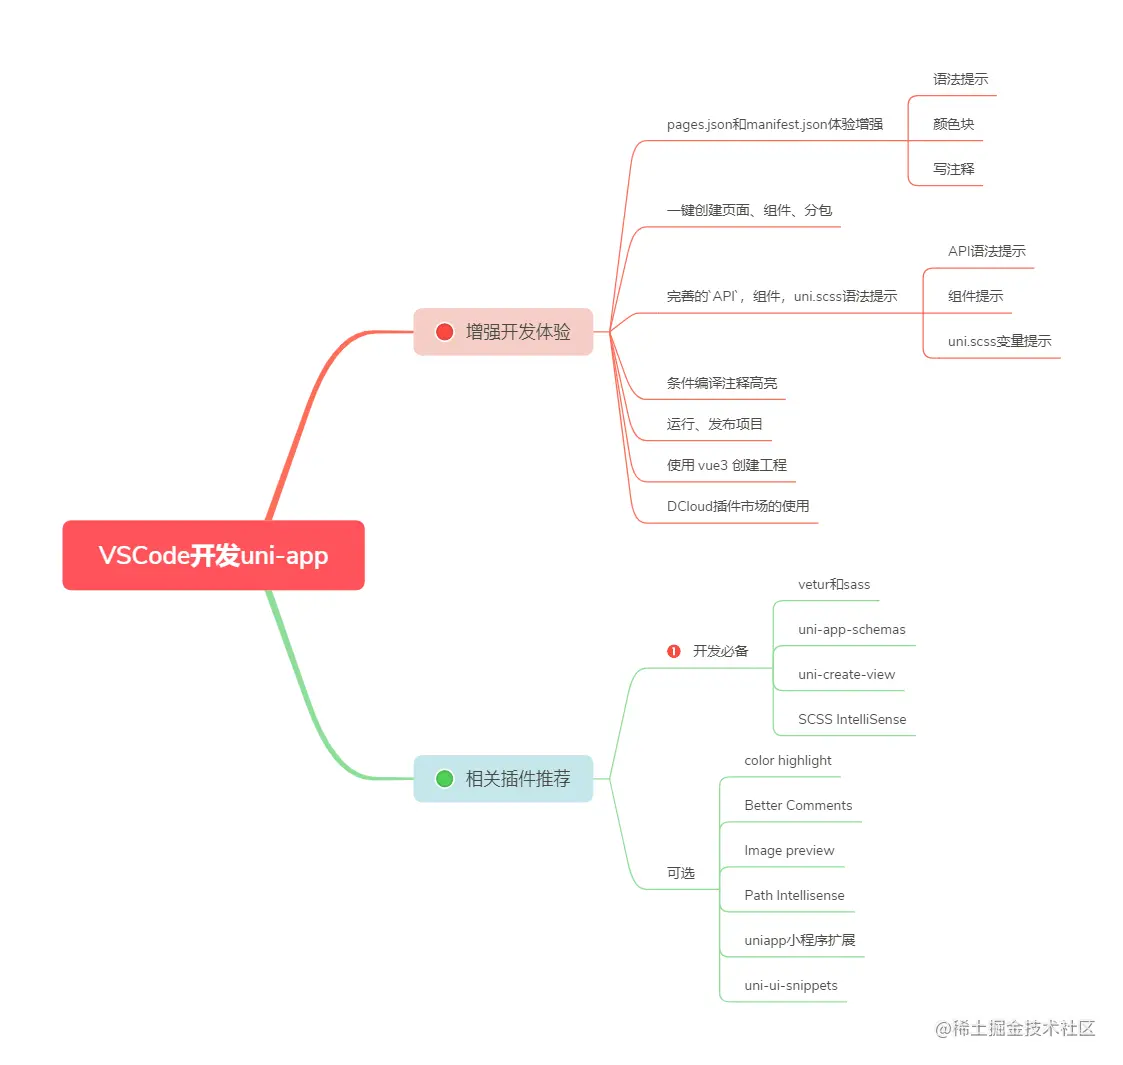 VSCode开发uni-app
增强开发体验
pages.json和manifest.json体验增强
语法提示
颜色块
写注释
一键创建页面、组件、分包
完善的`API`，组件，uni.scss语法提示
API语法提示
组件提示
uni.scss变量提示
条件编译注释高亮
运行、发布项目
使用 vue3 创建工程
DCloud插件市场的使用
相关插件推荐
1 开发必备
vetur和sass
uni-app-schemas
uni-create-view
SCSS IntelliSense
可选
color highlight
Better Comments
Image preview
Path Intellisense
uniapp小程序扩展
uni-ui-snippets
@稀土掘金技术社区